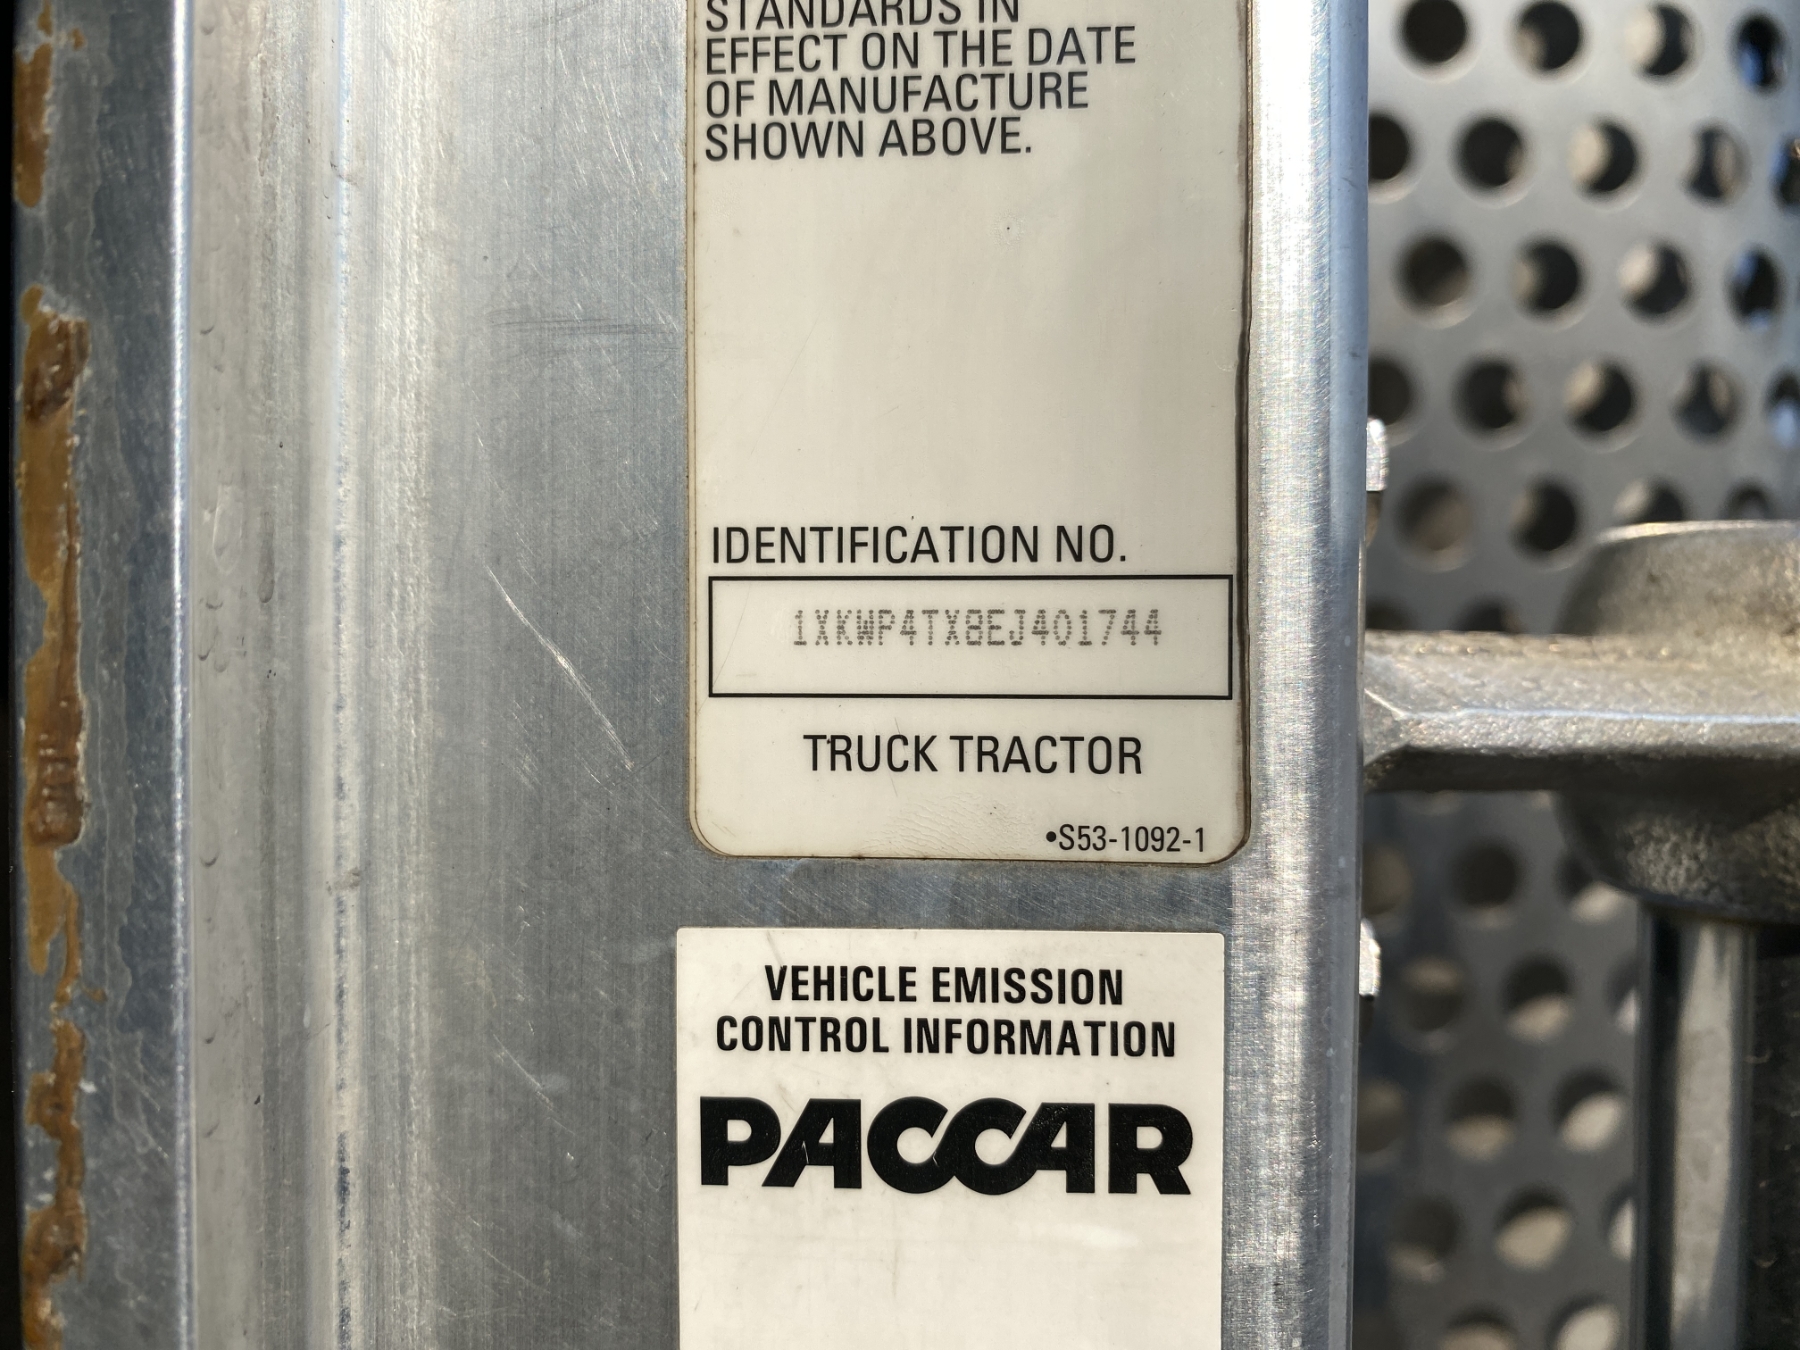 STANDARDS IN
EFFECT ON THE DATE
OF MANUFACTURE
SHOWN ABOVE.
IDENTIFICATION NO.
1XKWP4TX8EJ401744
TRUCK TRACTOR
•S53-1092-1
VEHICLE EMISSION
CONTROL INFORMATION
PACCAR